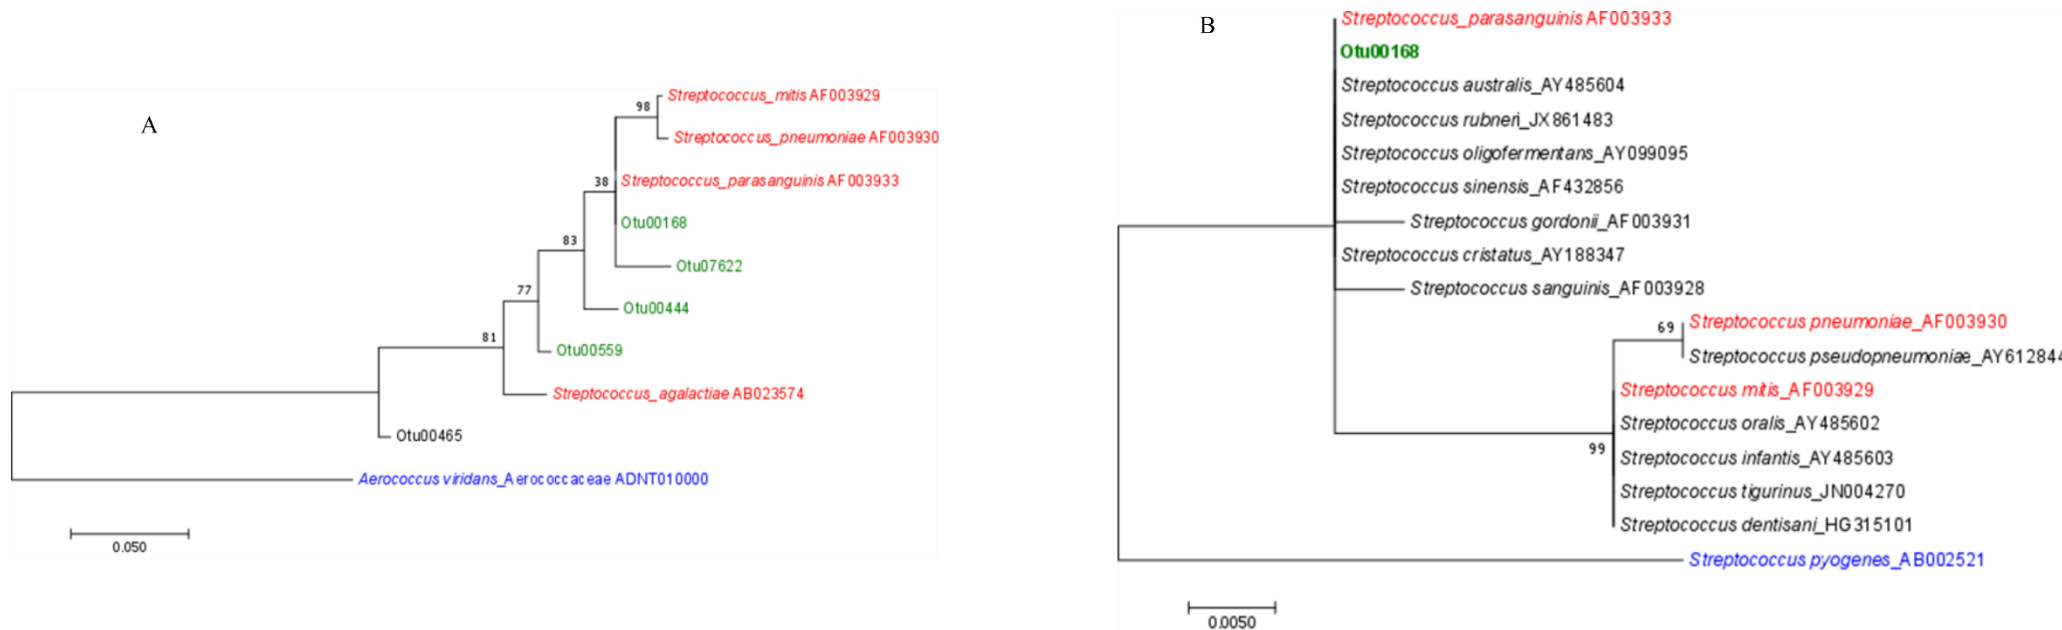 A
98
Streptococcus_mitis AF003929
Streptococcus_pneumoniae AF003930
38
Streptococcus_parasanguinis AF003933
Otu00168
83
Otu07622
77
Otu00444
81
Otu00559
Streptococcus_agalactiae AB023574
Otu00465
Aerococcus viridans_Aerococcaceae ADNT010000
0.050
B
Streptococcus_parasanguinis AF003933
Otu00168
Streptococcus australis_AY485604
Streptococcus rubneri_JX861483
Streptococcus oligofermentans_AY099095
Streptococcus sinensis_AF432856
Streptococcus gordonii_AF003931
Streptococcus cristatus_AY188347
Streptococcus sanguinis_AF003928
69
Streptococcus pneumoniae_AF003930
Streptococcus pseudopneumoniae_AY612844
Streptococcus mitis_AF003929
Streptococcus oralis_AY485602
99
Streptococcus infantis_AY485603
Streptococcus tigurinus_JN004270
Streptococcus dentisani_HG315101
Streptococcus pyogenes_AB002521
0.0050